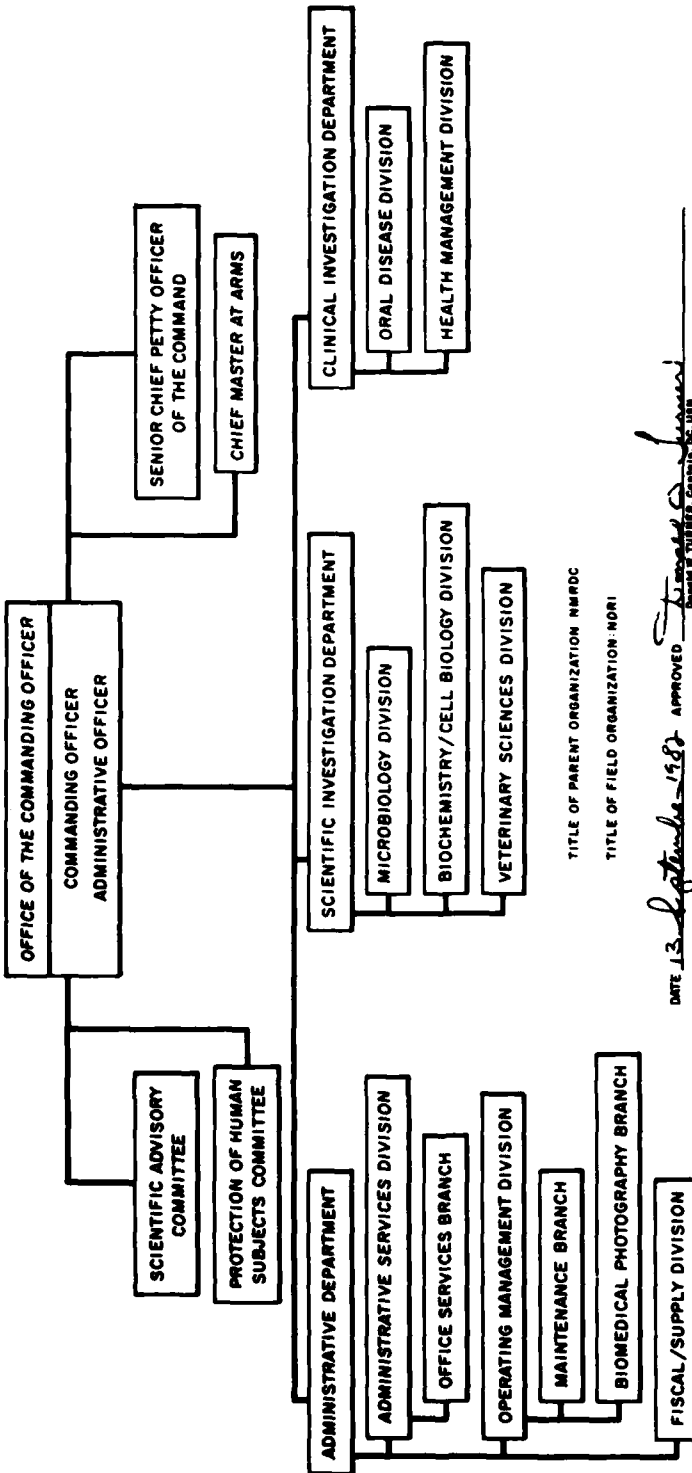 OFFICE OF THE COMMANDING OFFICER
COMMANDING OFFICER
ADMINISTRATIVE OFFICER
SCIENTIFIC ADVISORY
COMMITTEE
PROTECTION OF HUMAN
SUBJECTS COMMITTEE
SENIOR CHIEF PETTY OFFICER
OF THE COMMAND
CHIEF MASTER AT ARMS
ADMINISTRATIVE DEPARTMENT
ADMINISTRATIVE SERVICES DIVISION
OFFICE SERVICES BRANCH
OPERATING MANAGEMENT DIVISION
MAINTENANCE BRANCH
BIOMEDICAL PHOTOGRAPHY BRANCH
FISCAL/SUPPLY DIVISION
SCIENTIFIC INVESTIGATION DEPARTMENT
MICROBIOLOGY DIVISION
BIOCHEMISTRY/CELL BIOLOGY DIVISION
VETERINARY SCIENCES DIVISION
CLINICAL INVESTIGATION DEPARTMENT
ORAL DISEASE DIVISION
HEALTH MANAGEMENT DIVISION
TITLE OF PARENT ORGANIZATION NMRDC
TITLE OF FIELD ORGANIZATION: NDRI
DATE 13 September 1982 APPROVED
TURNER, Captain, DC, USN